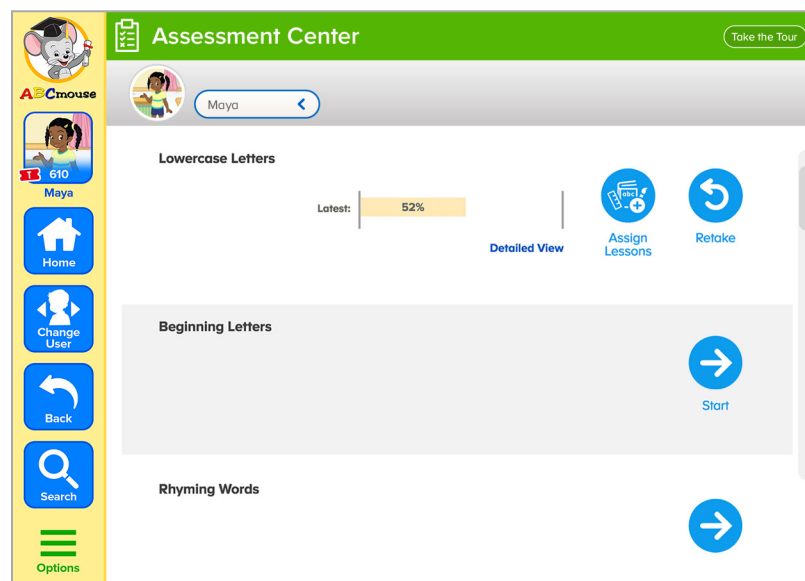 Assessment Center
Take the Tour
ABCmouse
Maya
T 610
Maya
Home
Change
User
Back
Search
Options
Lowercase Letters
Latest:
52%
Detailed View
abc
Assign
Lessons
Retake
Beginning Letters
Start
Rhyming Words